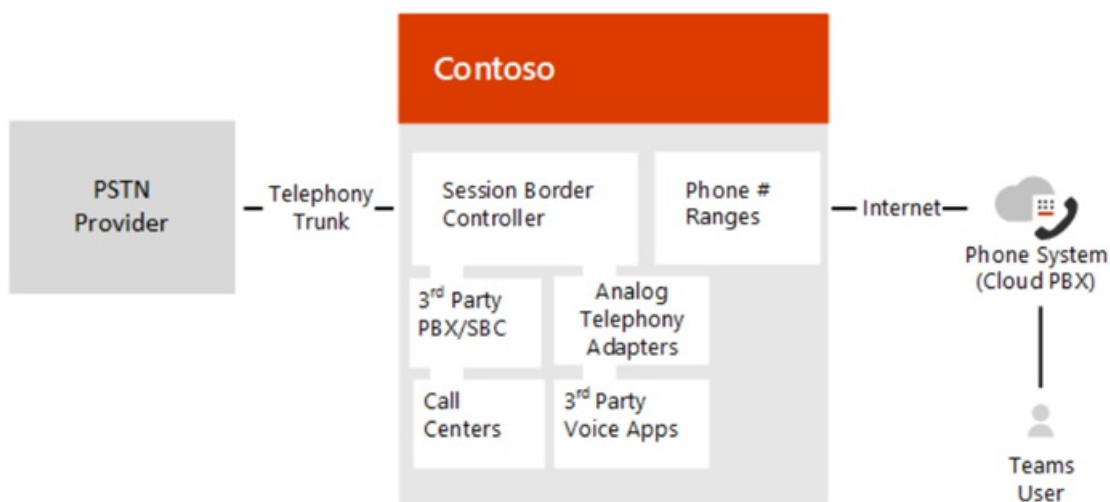 Contoso
PSTN
Provider
Telephony
Trunk
Session Border
Controller
Phone #
Ranges
Internet
Phone System
(Cloud PBX)
3rd Party
PBX/SBC
Analog
Telephony
Adapters
Call
Centers
3rd Party
Voice Apps
Teams
User